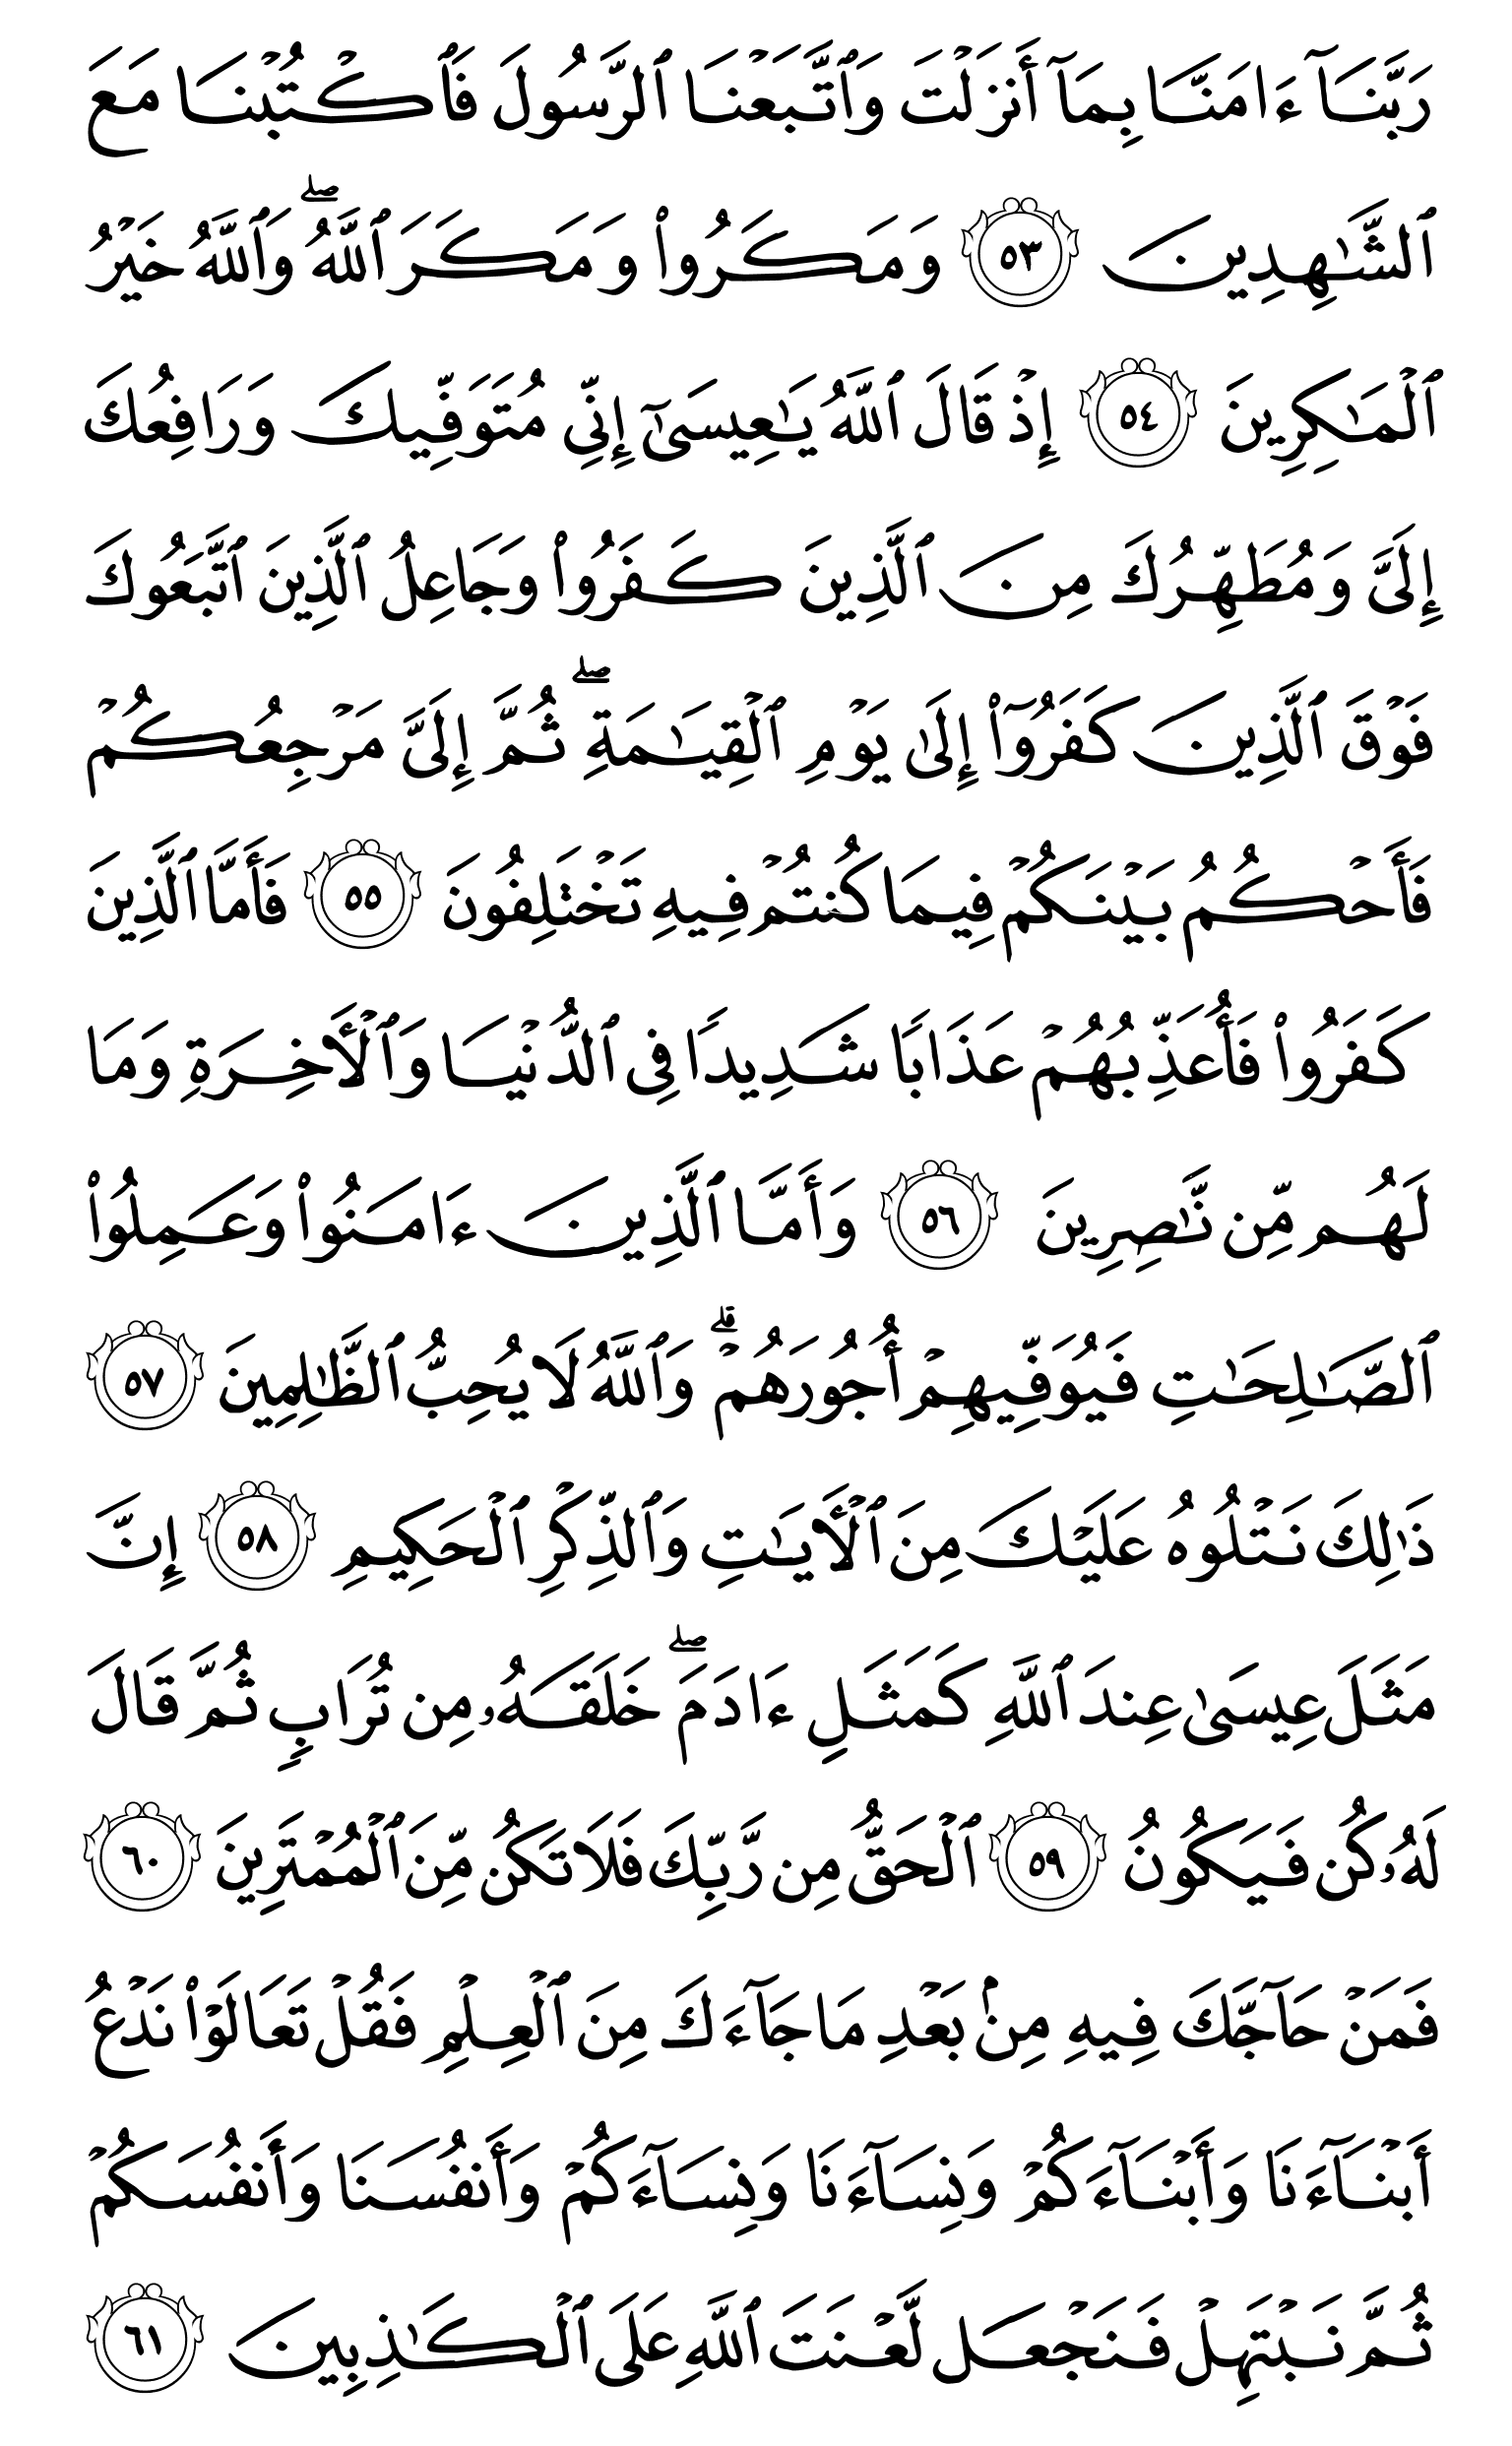 رَبَّنَآ ءَامَنَّا بِمَآ أَنزَلْتَ وَٱتَّبَعْنَا ٱلرَّسُولَ فَٱكْتُبْنَا مَعَ
ٱلشَّـٰهِدِينَ ٥٣ وَمَكَرُوا۟ وَمَكَرَ ٱللَّهُ ۖ وَٱللَّهُ خَيْرُ
ٱلْمَـٰكِرِينَ ٥٤ إِذْ قَالَ ٱللَّهُ يَـٰعِيسَىٰٓ إِنِّى مُتَوَفِّيكَ وَرَافِعُكَ
إِلَىَّ وَمُطَهِّرُكَ مِنَ ٱلَّذِينَ كَفَرُوا۟ وَجَاعِلُ ٱلَّذِينَ ٱتَّبَعُوكَ
فَوْقَ ٱلَّذِينَ كَفَرُوٓا۟ إِلَىٰ يَوْمِ ٱلْقِيَـٰمَةِ ۖ ثُمَّ إِلَىَّ مَرْجِعُكُمْ
فَأَحْكُمُ بَيْنَكُمْ فِيمَا كُنتُمْ فِيهِ تَخْتَلِفُونَ ٥٥ فَأَمَّا ٱلَّذِينَ
كَفَرُوا۟ فَأُعَذِّبُهُمْ عَذَابًا شَدِيدًا فِى ٱلدُّنْيَا وَٱلْأَخِرَةِ وَمَا
لَهُم مِّن نَّـٰصِرِينَ ٥٦ وَأَمَّا ٱلَّذِينَ ءَامَنُوا۟ وَعَمِلُوا۟
ٱلصَّـٰلِحَـٰتِ فَيُوَفِّيهِمْ أُجُورَهُمْ ۗ وَٱللَّهُ لَا يُحِبُّ ٱلظَّـٰلِمِينَ ٥٧
ذَٰلِكَ نَتْلُوهُ عَلَيْكَ مِنَ ٱلْأَيَـٰتِ وَٱلذِّكْرِ ٱلْحَكِيمِ ٥٨ إِنَّ
مَثَلَ عِيسَىٰ عِندَ ٱللَّهِ كَمَثَلِ ءَادَمَ ۖ خَلَقَهُۥ مِن تُرَابٍ ثُمَّ قَالَ
لَهُۥ كُن فَيَكُونُ ٥٩ ٱلْحَقُّ مِن رَّبِّكَ فَلَا تَكُن مِّنَ ٱلْمُمْتَرِينَ ٦٠
فَمَنْ حَآجَّكَ فِيهِ مِنۢ بَعْدِ مَا جَآءَكَ مِنَ ٱلْعِلْمِ فَقُلْ تَعَالَوْا۟ نَدْعُ
أَبْنَآءَنَا وَأَبْنَآءَكُمْ وَنِسَآءَنَا وَنِسَآءَكُمْ وَأَنفُسَنَا وَأَنفُسَكُمْ
ثُمَّ نَبْتَهِلْ فَنَجْعَل لَّعْنَتَ ٱللَّهِ عَلَى ٱلْكَـٰذِبِينَ ٦١